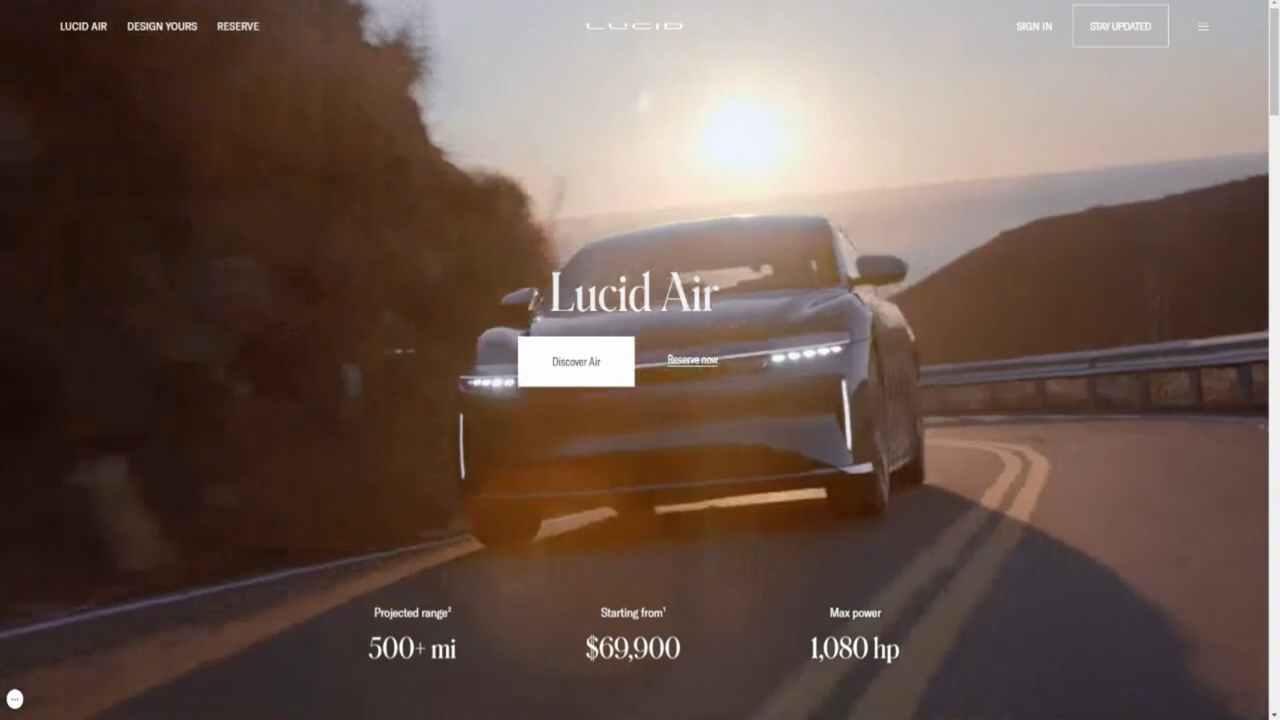 LUCID AIR DESIGN YOURS RESERVE LUCID SIGN IN STAY UPDATED
Lucid Air
Discover Air Reserve now
Projected range² Starting from¹ Max power
500+ mi $69,900 1,080 hp